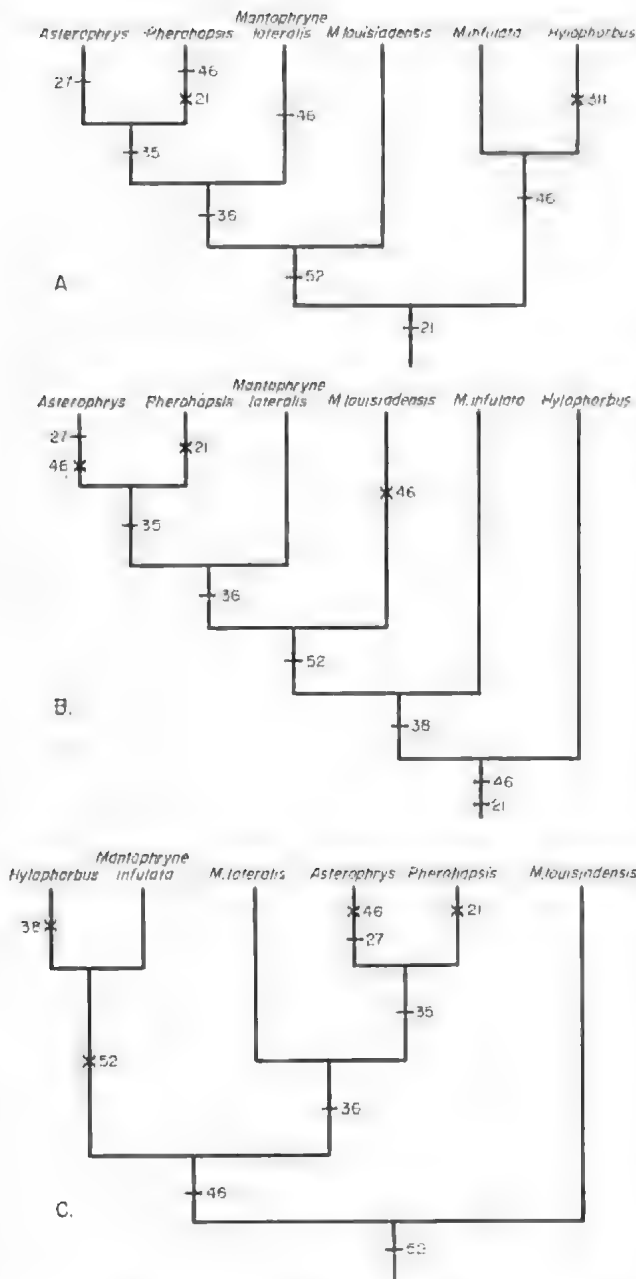 Mantophryne
Asterophrys Pherohapsis lateralis M.louisiadensis M.infulata Hylophorbus
46
27 21 38
46
35
46
36
52
A
21
Mantophryne
Asterophrys Pherohapsis lateralis M.louisiadensis M.infulata Hylophorbus
27
21
46
46
35
36
52
B.
38
46
21
Mantophryne
Hylophorbus infulata M.lateralis Asterophrys Pherohapsis M.louisiadensis
46 21
38
27
35
52
36
46
C.
52